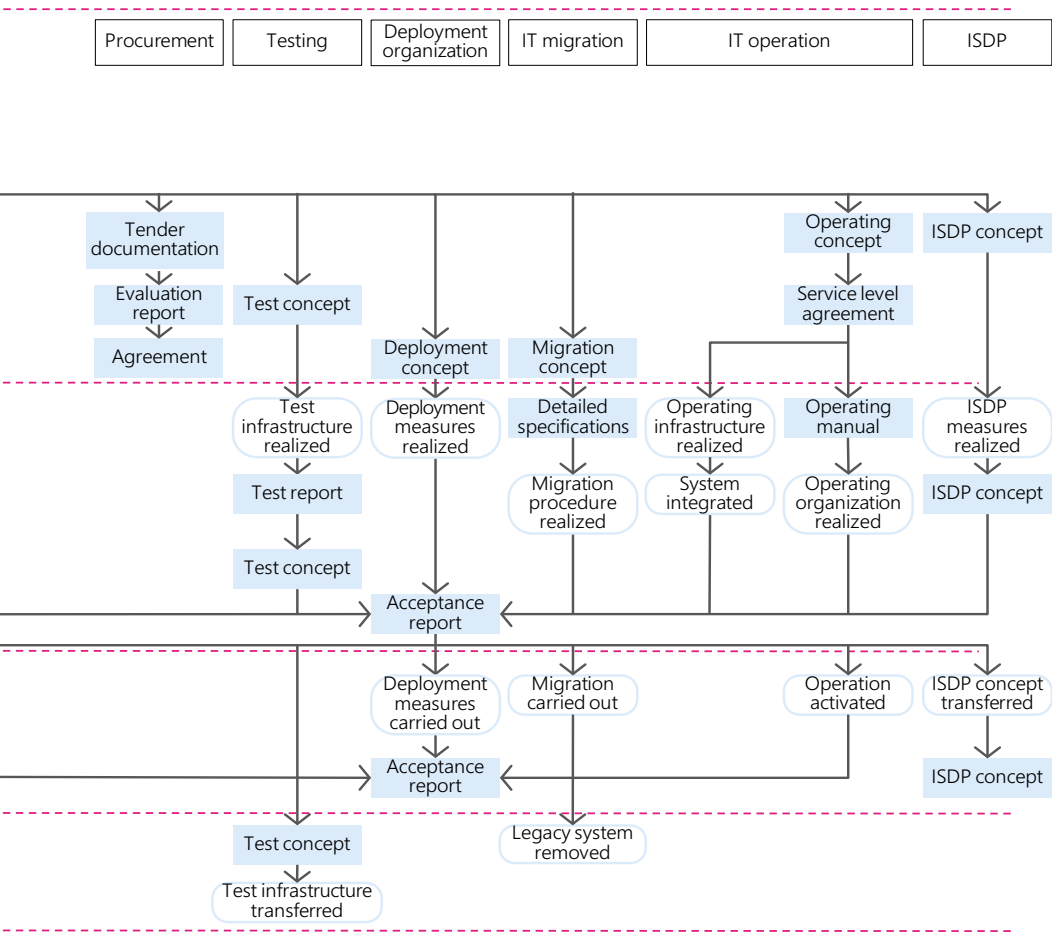 Procurement
Testing
Deployment
organization
IT migration
IT operation
ISDP
Tender
documentation
Operating
concept
ISDP concept
Evaluation
report
Test concept
Service level
agreement
Agreement
Deployment
concept
Migration
concept
Test
infrastructure
realized
Deployment
measures
realized
Detailed
specifications
Operating
infrastructure
realized
Operating
manual
ISDP
measures
realized
Test report
Migration
procedure
realized
System
integrated
Operating
organization
realized
ISDP concept
Test concept
Acceptance
report
Deployment
measures
carried out
Migration
carried out
Operation
activated
ISDP concept
transferred
Acceptance
report
ISDP concept
Test concept
Legacy system
removed
Test infrastructure
transferred